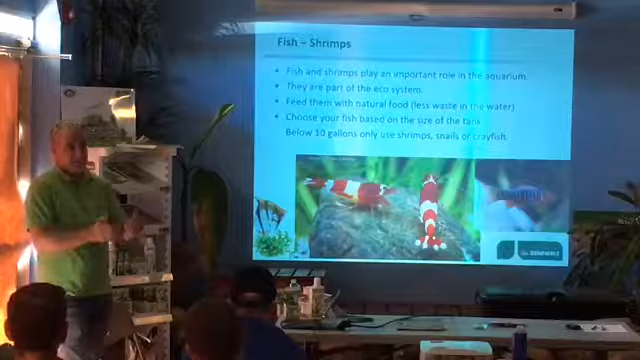 Fish – Shrimps
• Fish and shrimps play an important role in the aquarium.
• They are part of the eco system.
• Feed them with natural food (less waste in the water)
• Choose your fish based on the size of the tank
Below 10 gallons only use shrimps, snails or crayfish.
DENNERLE